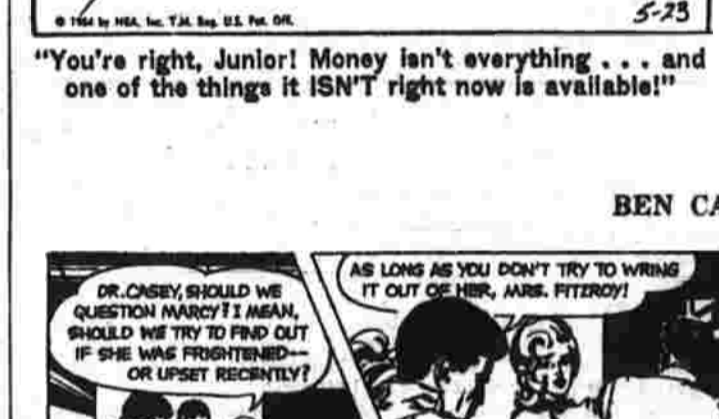 © 1964 by NEA, Inc. T.M. Reg. U.S. Pat. Off.
5-23
"You're right, Junior! Money isn't everything . . . and
one of the things it ISN'T right now is available!"
BEN CA
DR. CASEY, SHOULD WE
QUESTION MARCY? I MEAN,
SHOULD WE TRY TO FIND OUT
IF SHE WAS FRIGHTENED--
OR UPSET RECENTLY?
AS LONG AS YOU DON'T TRY TO WRING
IT OUT OF HER, MRS. FITZROY!